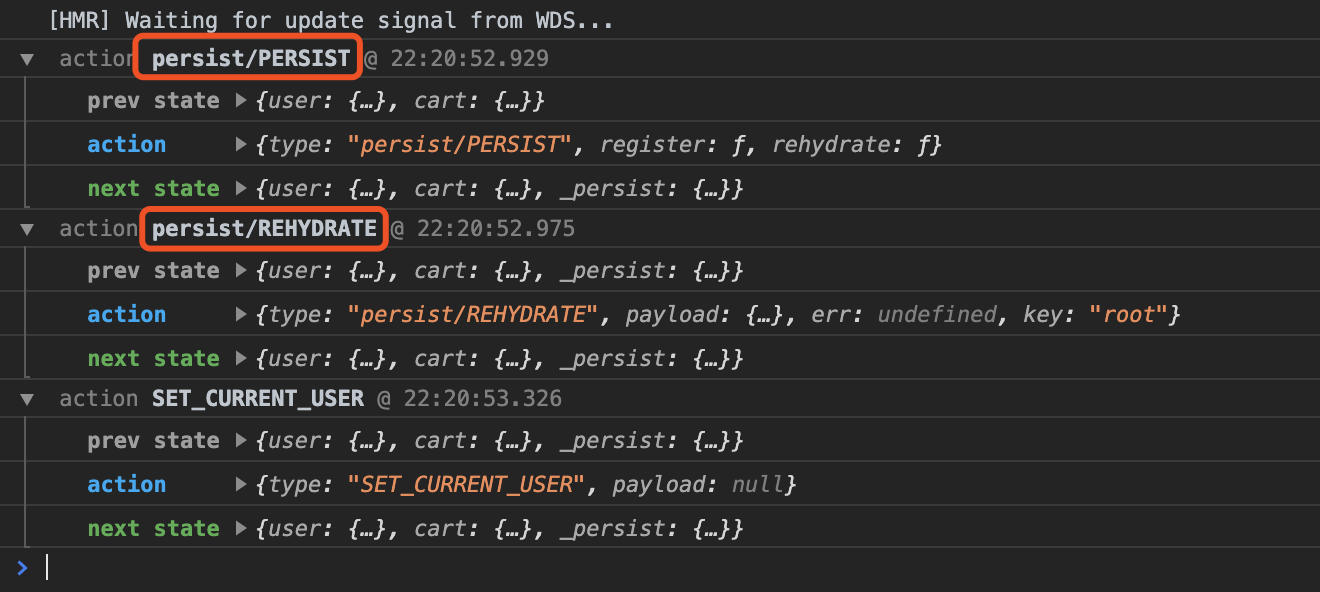 [HMR] Waiting for update signal from WDS...
▼ action persist/PERSIST @ 22:20:52.929
prev state ▶ {user: {…}, cart: {…}}
action ▶ {type: "persist/PERSIST", register: ƒ, rehydrate: ƒ}
next state ▶ {user: {…}, cart: {…}, _persist: {…}}
▼ action persist/REHYDRATE @ 22:20:52.975
prev state ▶ {user: {…}, cart: {…}, _persist: {…}}
action ▶ {type: "persist/REHYDRATE", payload: {…}, err: undefined, key: "root"}
next state ▶ {user: {…}, cart: {…}, _persist: {…}}
▼ action SET_CURRENT_USER @ 22:20:53.326
prev state ▶ {user: {…}, cart: {…}, _persist: {…}}
action ▶ {type: "SET_CURRENT_USER", payload: null}
next state ▶ {user: {…}, cart: {…}, _persist: {…}}
>